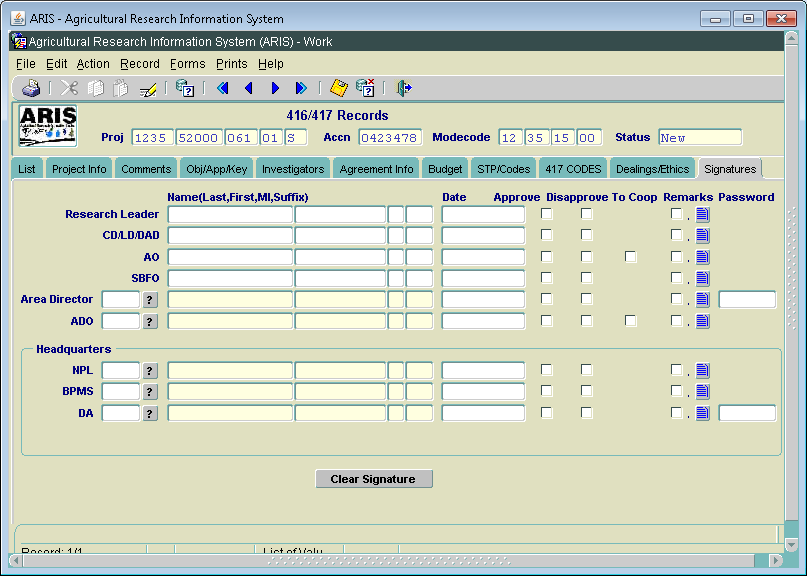 ARIS - Agricultural Research Information System
Agricultural Research Information System (ARIS) - Work
File Edit Action Record Forms Prints Help
ARIS
416/417 Records
Proj 1235 52000 061 01 S Accn 0423478 Modecode 12 35 15 00 Status New
List Project Info Comments Obj/App/Key Investigators Agreement Info Budget STP/Codes 417 CODES Dealings/Ethics Signatures
Name(Last,First,MI,Suffix) Date Approve Disapprove To Coop Remarks Password
Research Leader
CD/LD/DAD
AO
SBFO
Area Director ?
ADO ?
Headquarters
NPL ?
BPMS ?
DA ?
Clear Signature
Record: 1/1 List of Valu